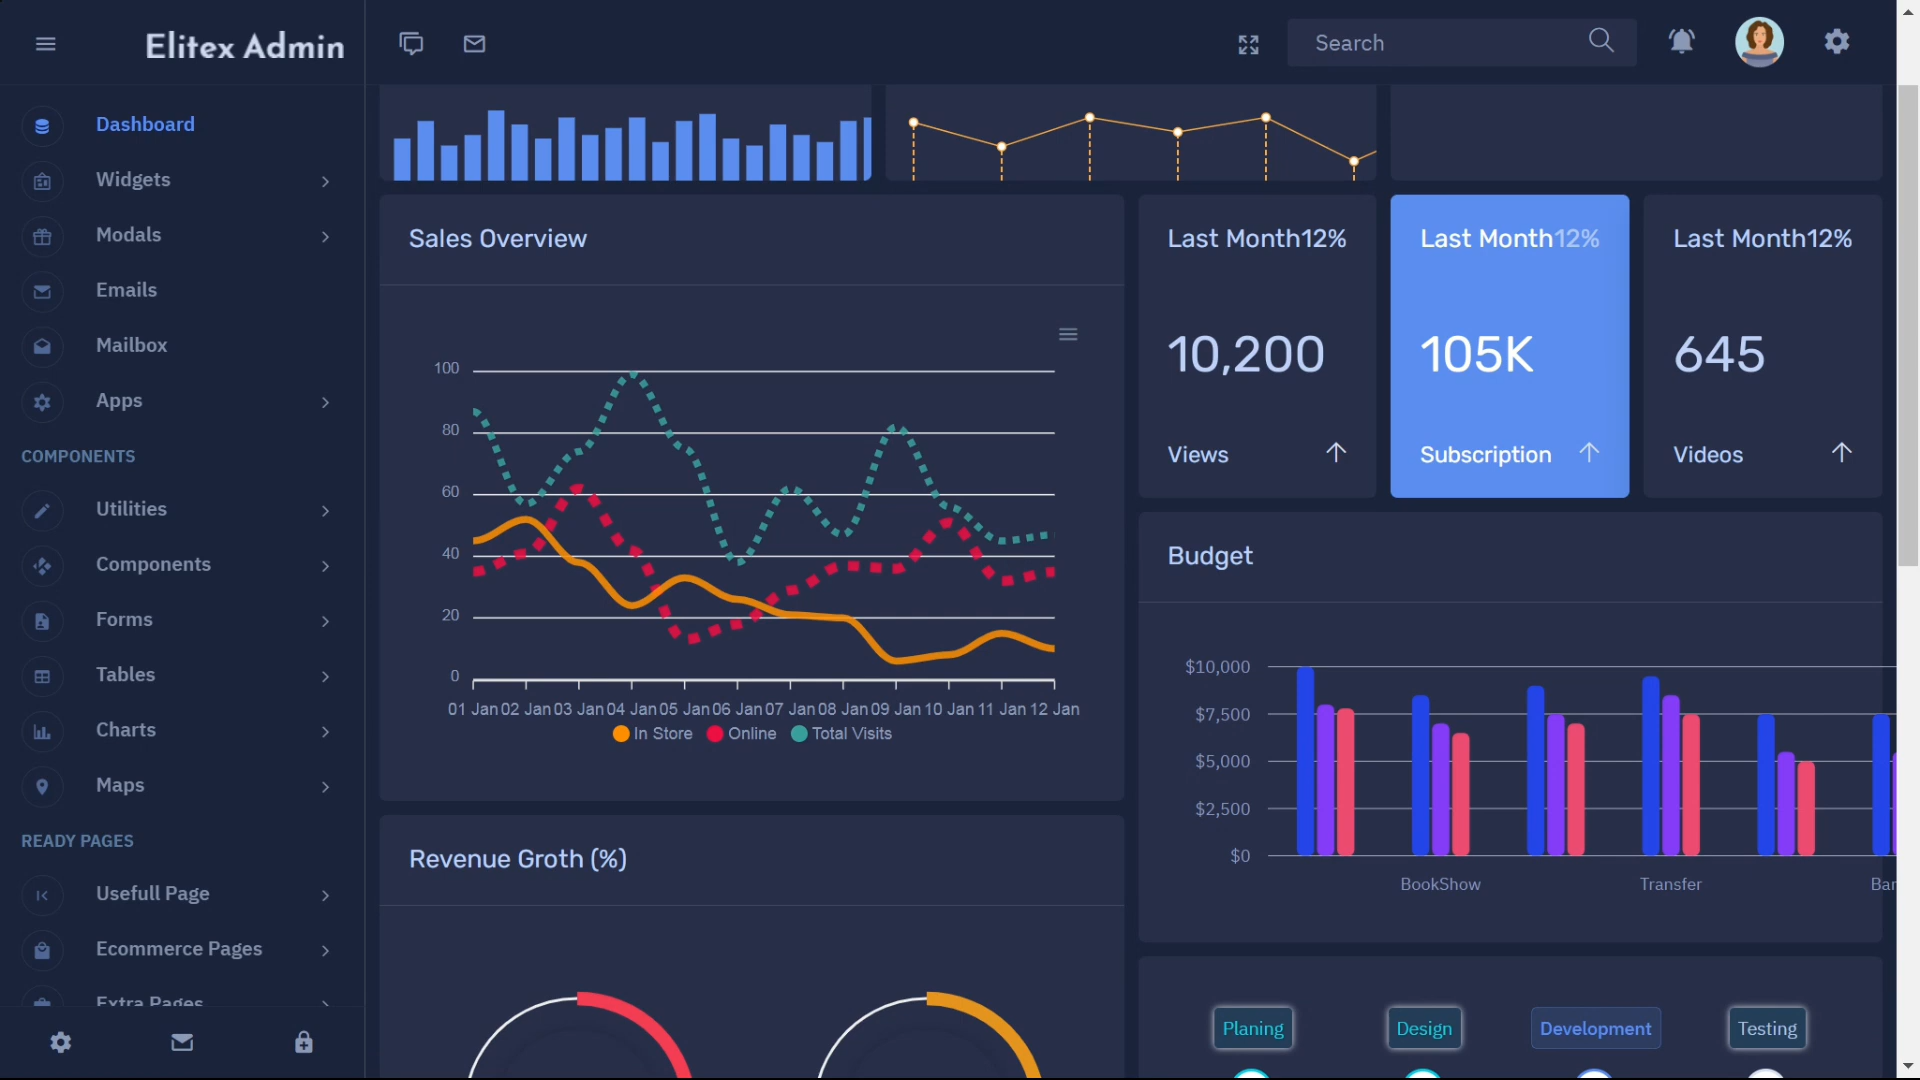 Elitex Admin
Search
Dashboard
Widgets
Modals
Emails
Mailbox
Apps
COMPONENTS
Utilities
Components
Forms
Tables
Charts
Maps
READY PAGES
Usefull Page
Ecommerce Pages
Extra Pages
Sales Overview
100
80
60
40
20
0
01 Jan 02 Jan 03 Jan 04 Jan 05 Jan 06 Jan 07 Jan 08 Jan 09 Jan 10 Jan 11 Jan 12 Jan
In Store Online Total Visits
Revenue Groth (%)
Last Month12%
10,200
Views
Last Month12%
105K
Subscription
Last Month12%
645
Videos
Budget
$10,000
$7,500
$5,000
$2,500
$0
BookShow Transfer
Planing Design Development Testing